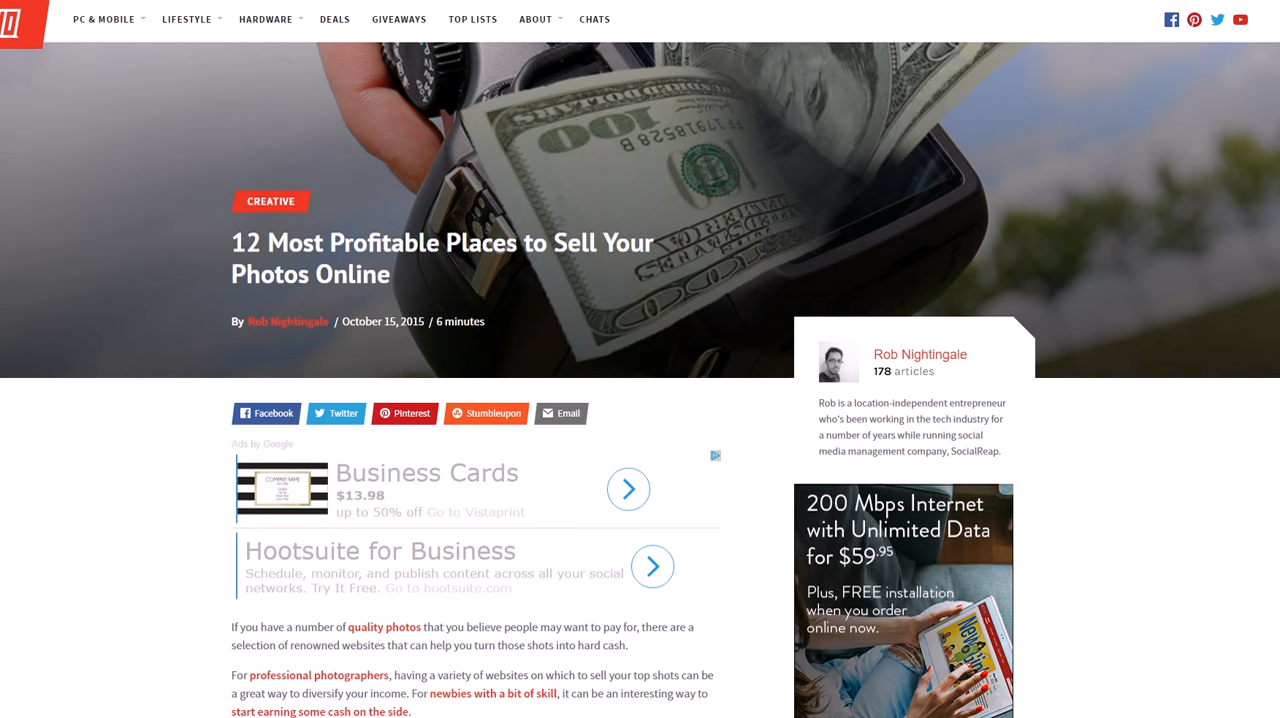 PC & MOBILE
LIFESTYLE
HARDWARE
DEALS
GIVEAWAYS
TOP LISTS
ABOUT
CHATS
100
FF17918528
B
CREATIVE
12 Most Profitable Places to Sell Your
Photos Online
By Rob Nightingale / October 15, 2015 / 6 minutes
Rob Nightingale
178 articles
Rob is a location-independent entrepreneur
who's been working in the tech industry for
a number of years while running social
media management company, SocialReap.
Facebook
Twitter
Pinterest
Stumbleupon
Email
Ads by Google
COMPANY NAME
Business Cards
$13.98
up to 50% off Go to Vistaprint
Hootsuite for Business
Schedule, monitor, and publish content across all your social
networks. Try It Free. Go to hootsuite.com
200 Mbps Internet
with Unlimited Data
for $59.95
Plus, FREE installation
when you order
online now.
If you have a number of quality photos that you believe people may want to pay for, there are a
selection of renowned websites that can help you turn those shots into hard cash.
For professional photographers, having a variety of websites on which to sell your top shots can be
a great way to diversify your income. For newbies with a bit of skill, it can be an interesting way to
start earning some cash on the side.